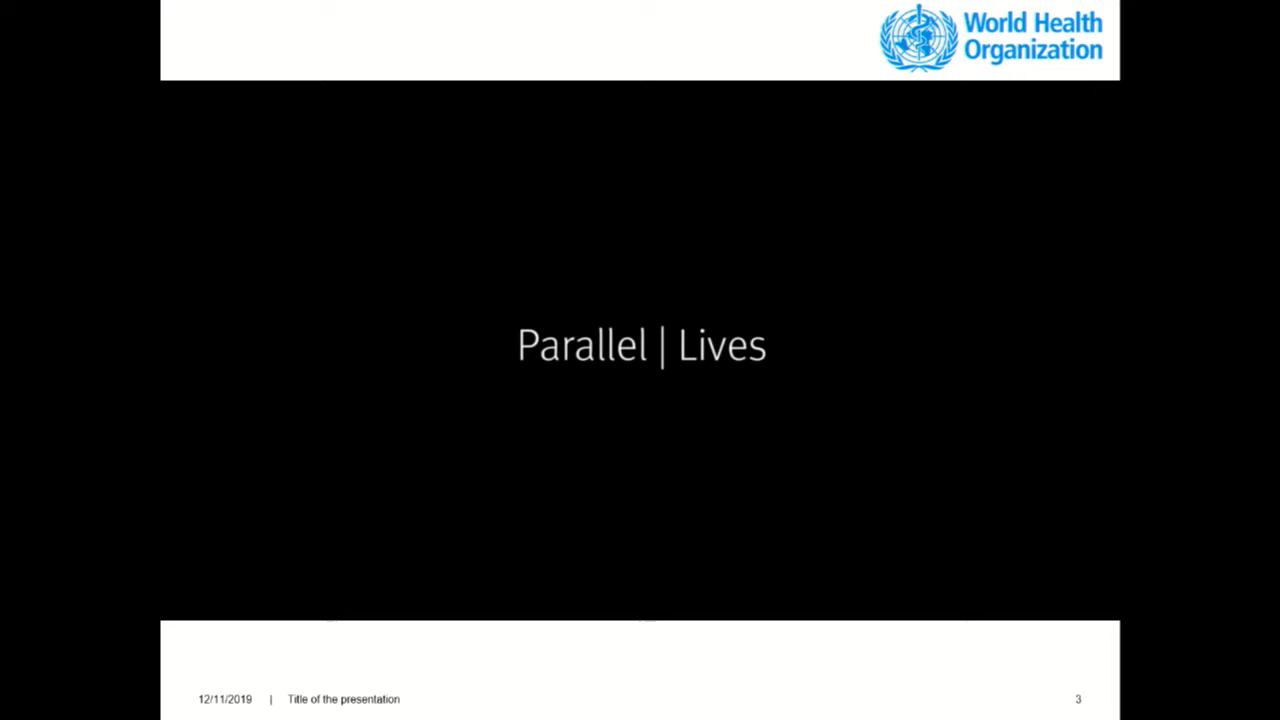 World Health
Organization
Parallel | Lives
12/11/2019 | Title of the presentation 3